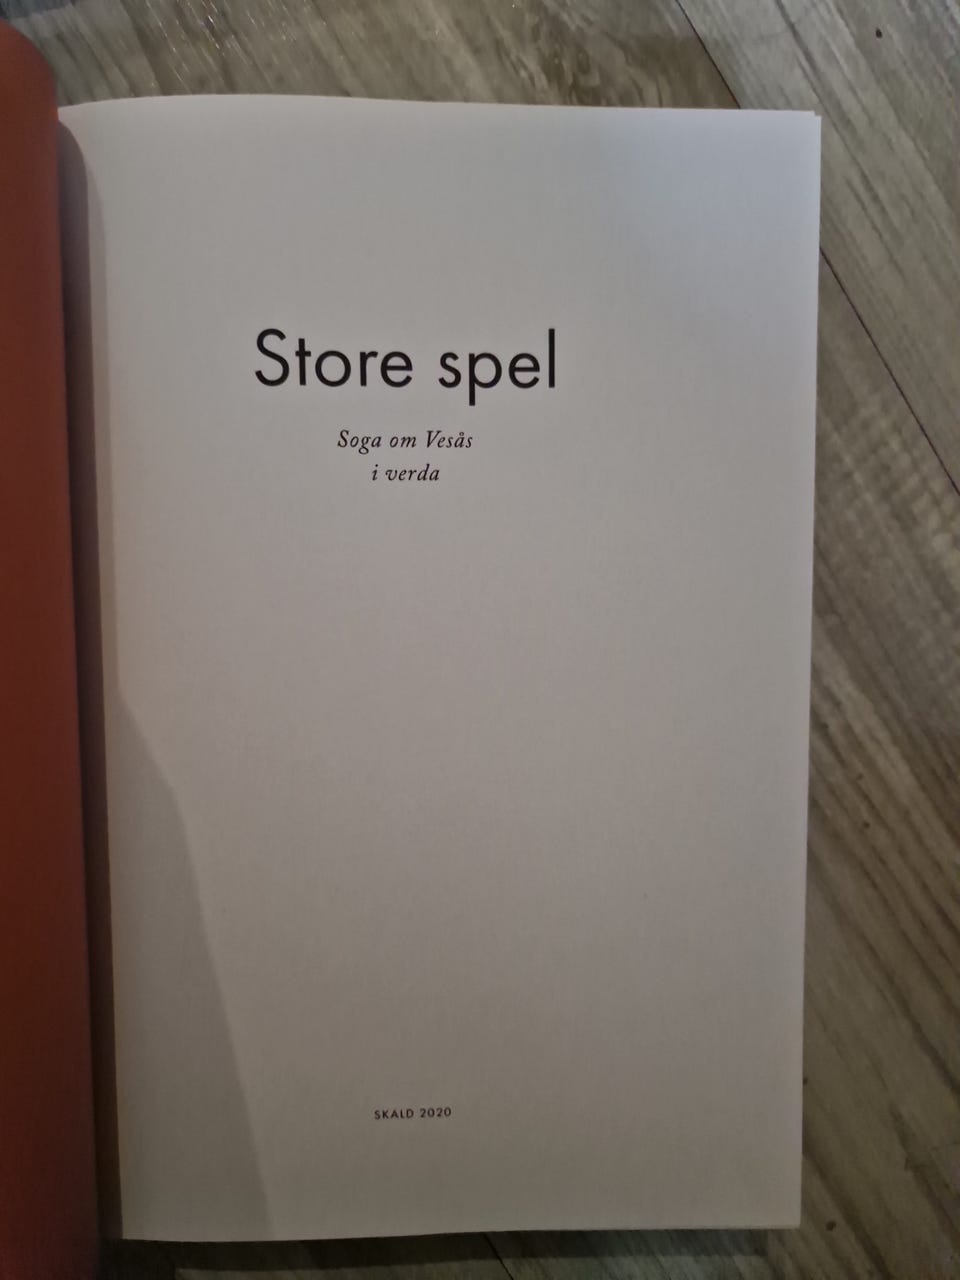 Store spel
Soga om Vesås
i verda
SKALD 2020